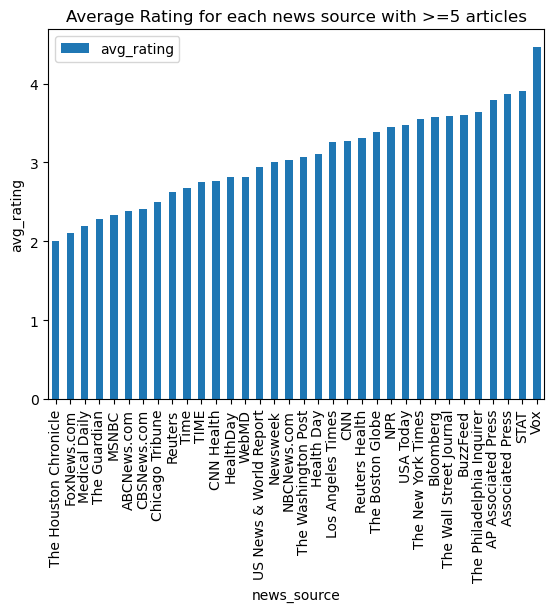 Average Rating for each news source with >=5 articles
avg_rating
avg_rating
4
3
2
1
0
The Houston Chronicle
FoxNews.com
Medical Daily
The Guardian
MSNBC
ABCNews.com
CBSNews.com
Chicago Tribune
Reuters
Time
TIME
CNN Health
HealthDay
WebMD
US News & World Report
Newsweek
NBCNews.com
The Washington Post
Health Day
Los Angeles Times
CNN
Reuters Health
The Boston Globe
NPR
USA Today
The New York Times
Bloomberg
The Wall Street Journal
BuzzFeed
The Philadelphia Inquirer
AP Associated Press
Associated Press
STAT
Vox
news_source